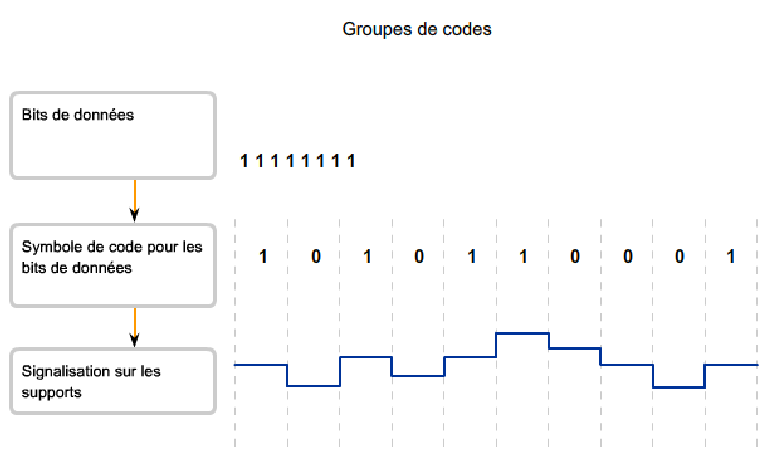 Groupes de codes
Bits de données
1 1 1 1 1 1 1 1
Symbole de code pour les
bits de données
1 0 1 0 1 1 0 0 0 1
Signalisation sur les
supports